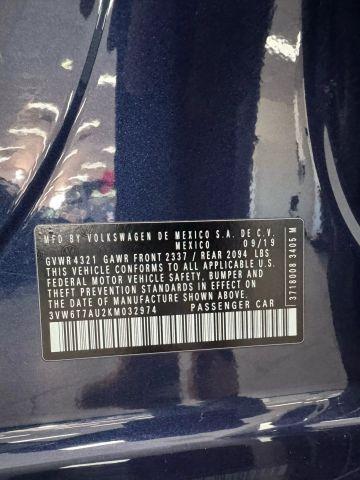 MFD BY VOLKSWAGEN DE MEXICO S.A. DE C.V.
MEXICO 09/19
GVWR 4321 GAWR FRONT 2337 / REAR 2094 LBS
THIS VEHICLE CONFORMS TO ALL APPLICABLE U.S.
FEDERAL MOTOR VEHICLE SAFETY, BUMPER AND
THEFT PREVENTION STANDARDS IN EFFECT ON
THE DATE OF MANUFACTURE SHOWN ABOVE
3VW6T7AU2KM032974 PASSENGER CAR
3718008 3405 M